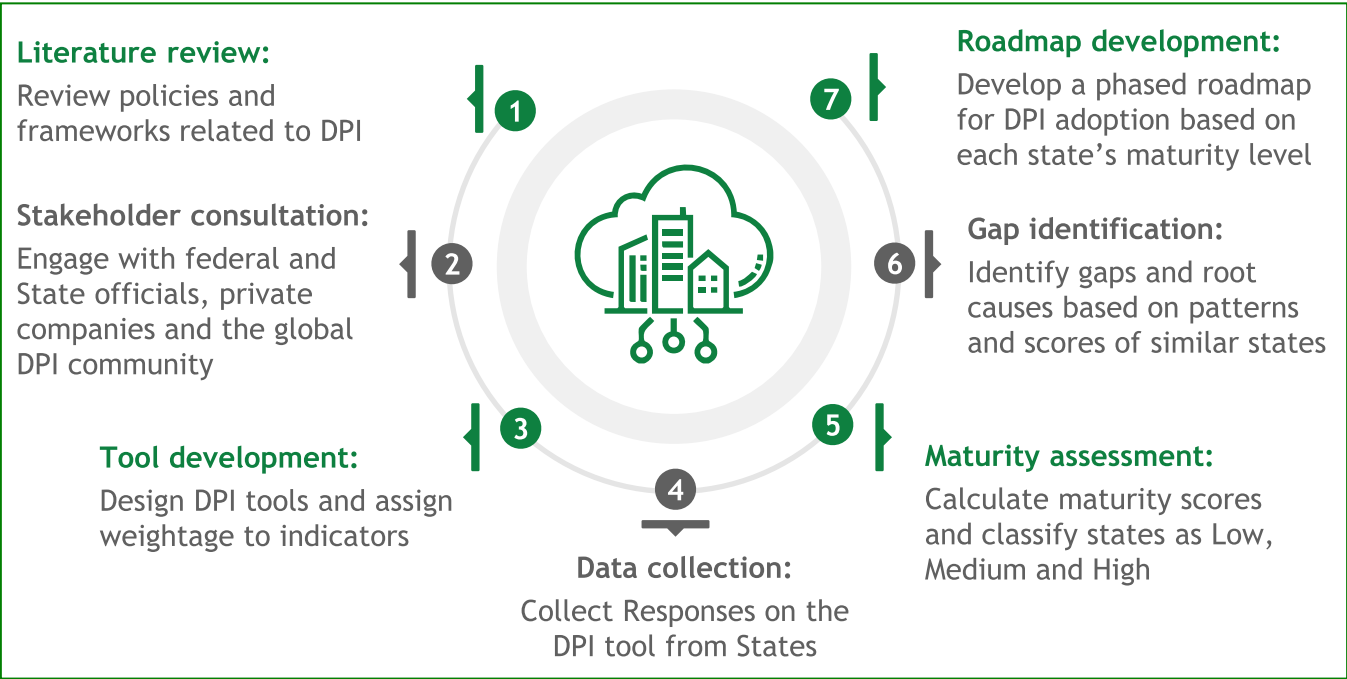 1
Literature review:
Review policies and
frameworks related to DPI
2
Stakeholder consultation:
Engage with federal and
State officials, private
companies and the global
DPI community
3
Tool development:
Design DPI tools and assign
weightage to indicators
4
Data collection:
Collect Responses on the
DPI tool from States
5
Maturity assessment:
Calculate maturity scores
and classify states as Low,
Medium and High
6
Gap identification:
Identify gaps and root
causes based on patterns
and scores of similar states
7
Roadmap development:
Develop a phased roadmap
for DPI adoption based on
each state’s maturity level